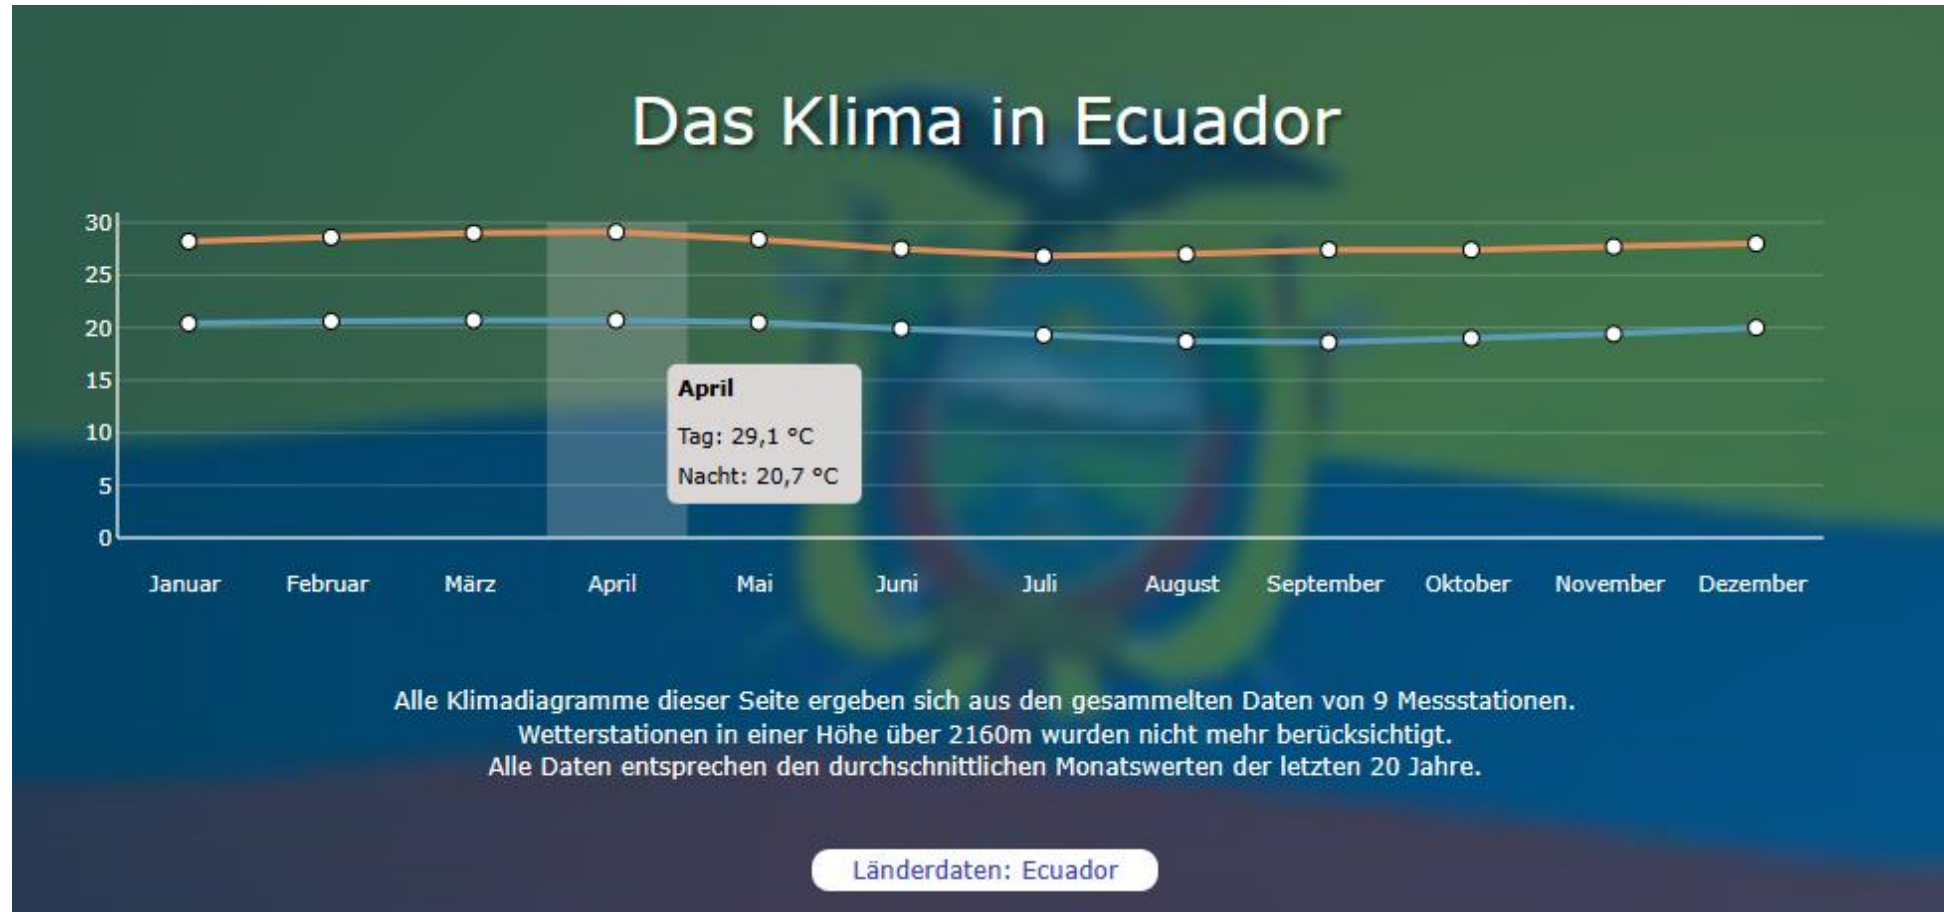 Das Klima in Ecuador
30
25
20
15
10
5
0
April
Tag: 29,1 °C
Nacht: 20,7 °C
Januar Februar März April Mai Juni Juli August September Oktober November Dezember
Alle Klimadiagramme dieser Seite ergeben sich aus den gesammelten Daten von 9 Messstationen.
Wetterstationen in einer Höhe über 2160m wurden nicht mehr berücksichtigt.
Alle Daten entsprechen den durchschnittlichen Monatswerten der letzten 20 Jahre.
Länderdaten: Ecuador